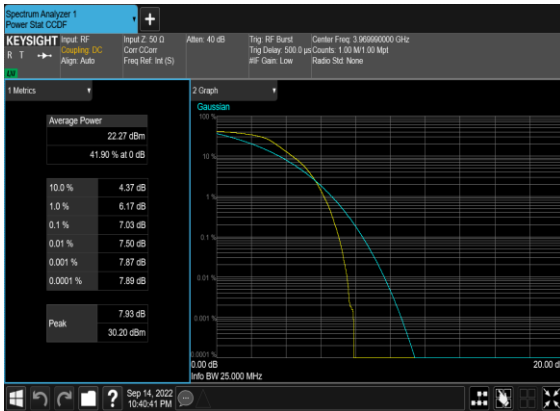 Spectrum Analyzer 1
Power Stat CCDF
+
KEYSIGHT
R T
LXI
Input: RF
Coupling: DC
Align: Auto
Input Z: 50 Ω
Corr CCorr
Freq Ref: Int (S)
Atten: 40 dB
Trig: RF Burst
Trig Delay: 500.0 µs
#IF Gain: Low
Center Freq: 3.969990000 GHz
Counts: 1.00 M/1.00 Mpt
Radio Std: None
1 Metrics
Average Power
22.27 dBm
41.90 % at 0 dB
10.0 % 4.37 dB
1.0 % 6.17 dB
0.1 % 7.03 dB
0.01 % 7.50 dB
0.001 % 7.87 dB
0.0001 % 7.89 dB
Peak
7.93 dB
30.20 dBm
2 Graph
Gaussian
100 %
10 %
1 %
0.1 %
0.01 %
0.001 %
0.0001 %
0.00 dB
20.00 d
Info BW 25.000 MHz
?
Sep 14, 2022
10:40:41 PM